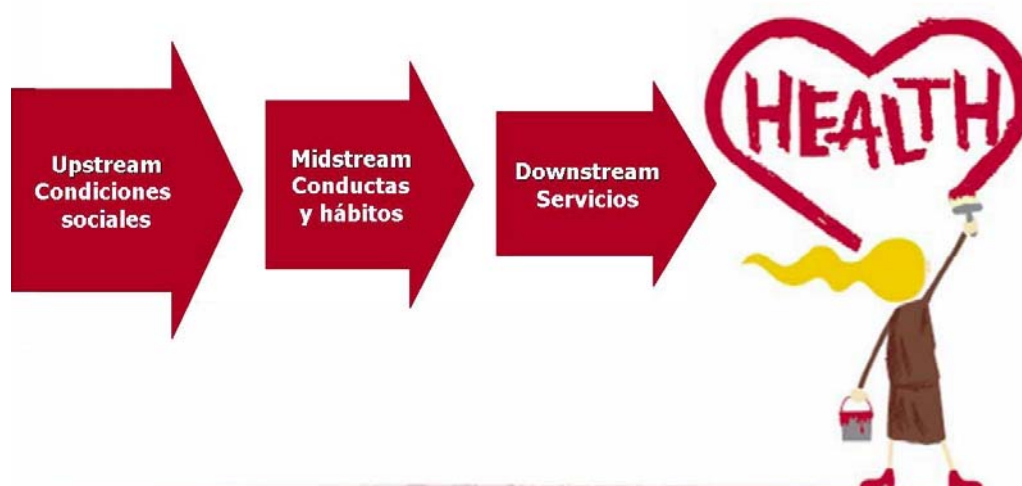 Upstream
Condiciones
sociales
Midstream
Conductas
y hábitos
Downstream
Servicios
HEALTH